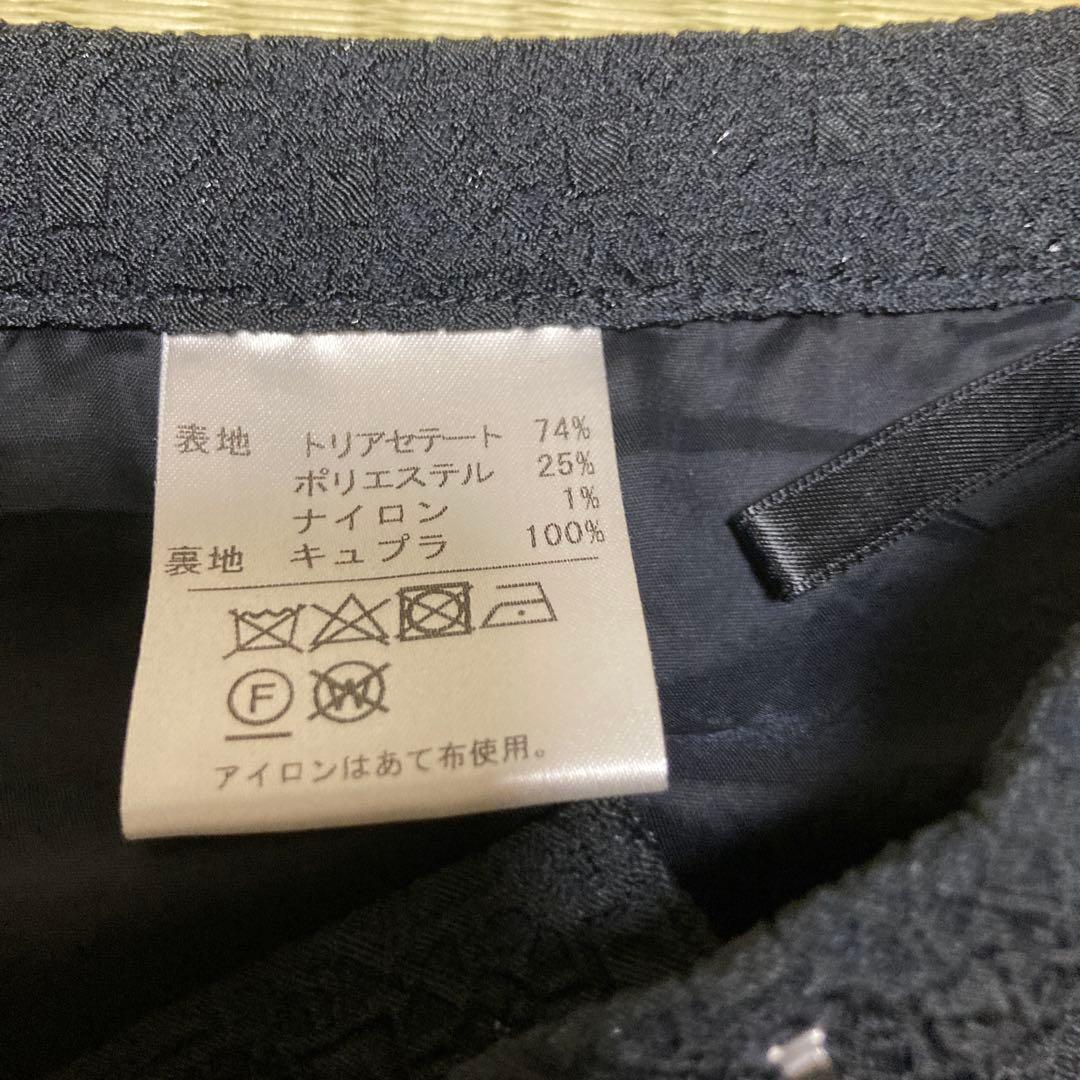 表地 トリアセテート 74%
ポリエステル 25%
ナイロン 1%
裏地 キュプラ 100%
F W
アイロンはあて布使用。